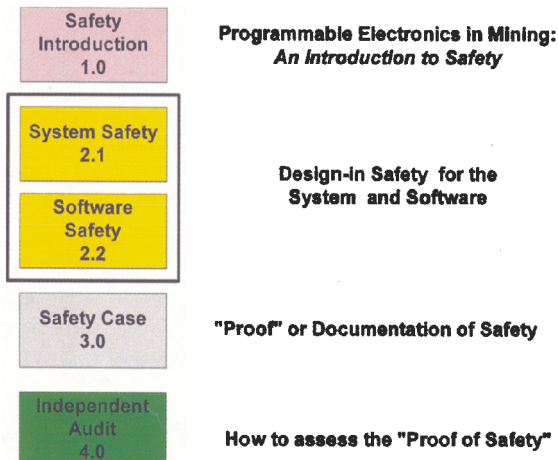 Safety
Introduction
1.0
Programmable Electronics in Mining:
An Introduction to Safety
System Safety
2.1
Software
Safety
2.2
Design-in Safety for the
System and Software
Safety Case
3.0
"Proof" or Documentation of Safety
Independent
Audit
4.0
How to assess the "Proof of Safety"